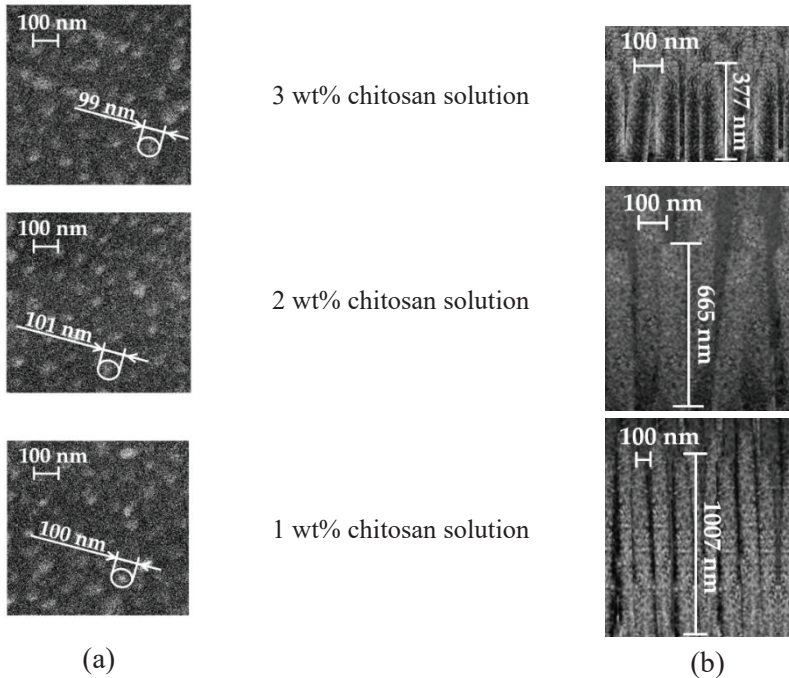 100 nm
99 nm
3 wt% chitosan solution
100 nm
377 nm
100 nm
101 nm
2 wt% chitosan solution
100 nm
665 nm
100 nm
100 nm
1 wt% chitosan solution
100 nm
1007 nm
(a)
(b)